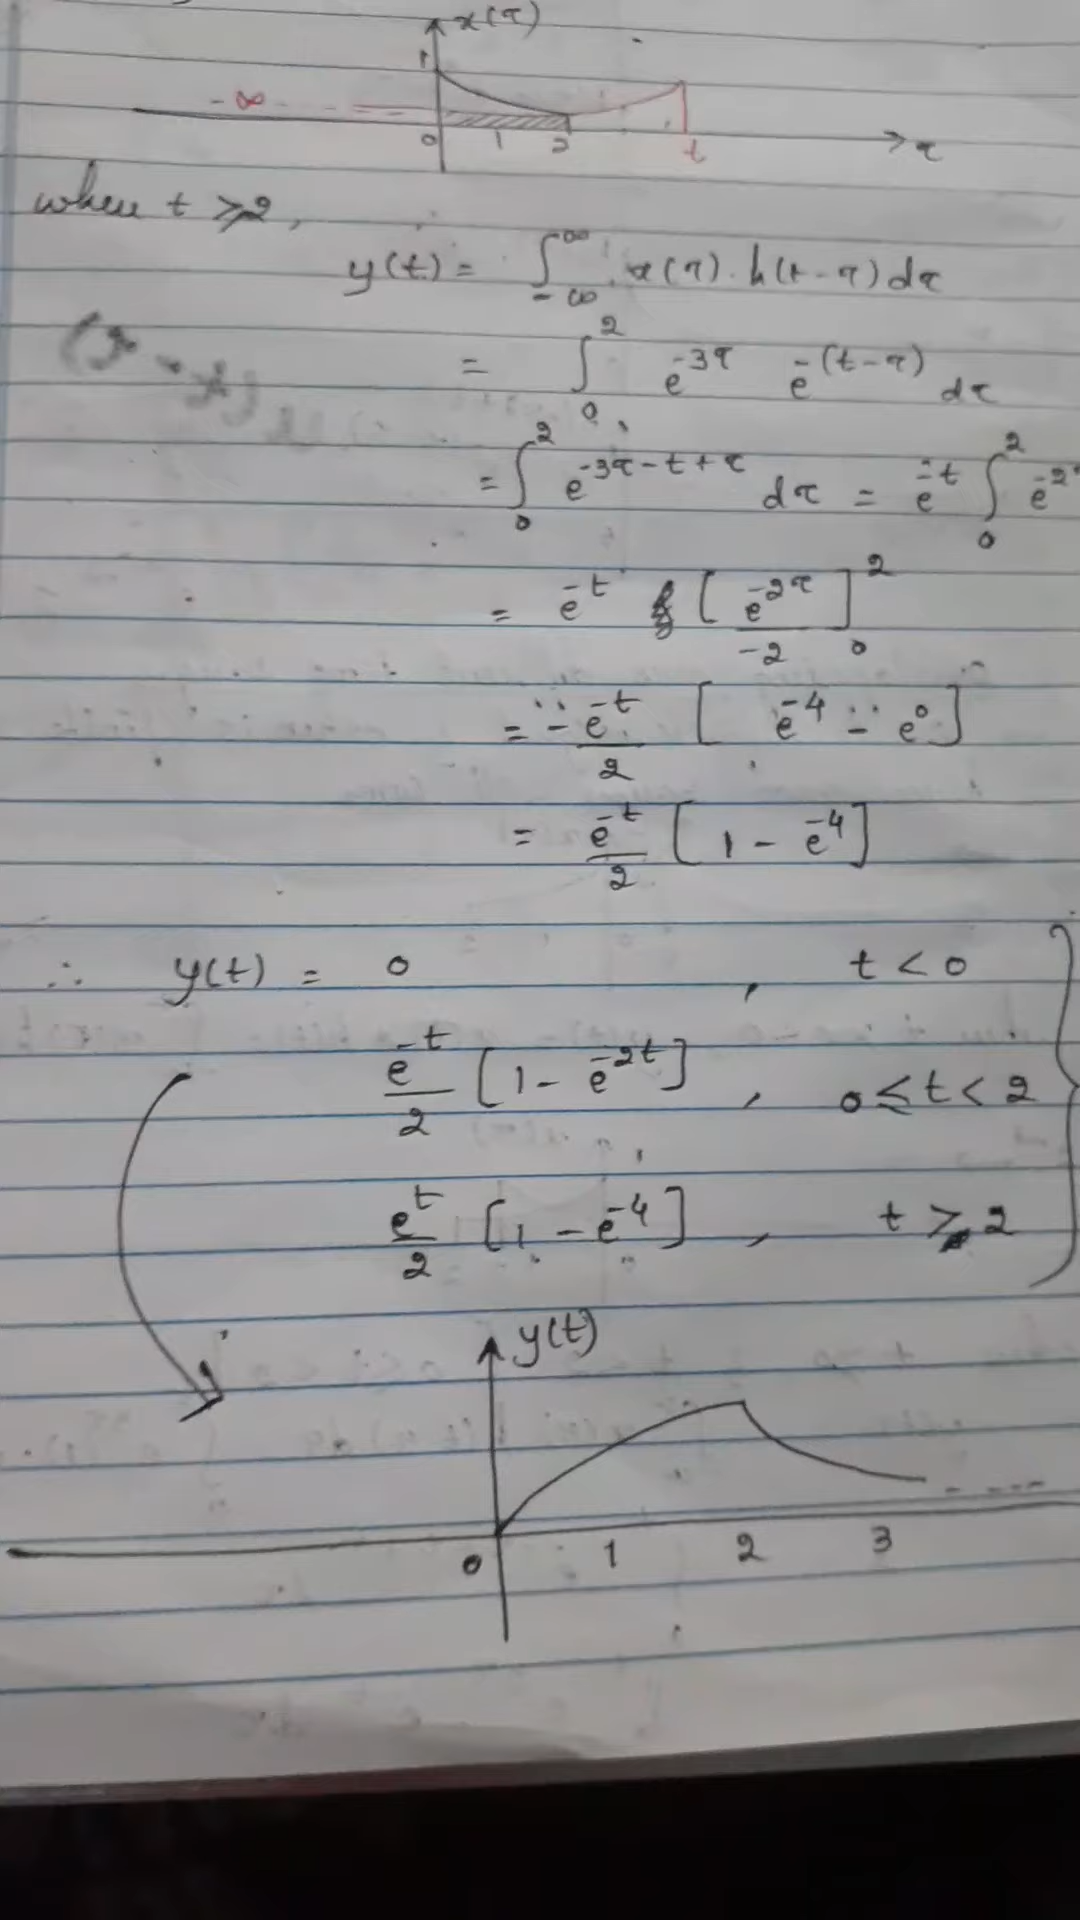 x(τ)
1
-∞
0 1 2 t τ
when t ≥ 2,
y(t) = ∫_{-∞}^{∞} x(τ) . h(t-τ) dτ
= ∫_0^2 e^{-3τ} e^{-(t-τ)} dτ
= ∫_0^2 e^{-3τ-t+τ} dτ = e^{-t} ∫_0^2 e^{-2τ}
= e^{-t} [ e^{-2τ} / -2 ]_0^2
= - e^{-t} / 2 [ e^{-4} - e^0 ]
= e^{-t} / 2 [ 1 - e^{-4} ]
∴ y(t) = 0 , t < 0
e^{-t} / 2 [ 1 - e^{-2t} ] , 0 ≤ t < 2
e^t / 2 [ 1 - e^{-4} ] , t ≥ 2
y(t)
0 1 2 3